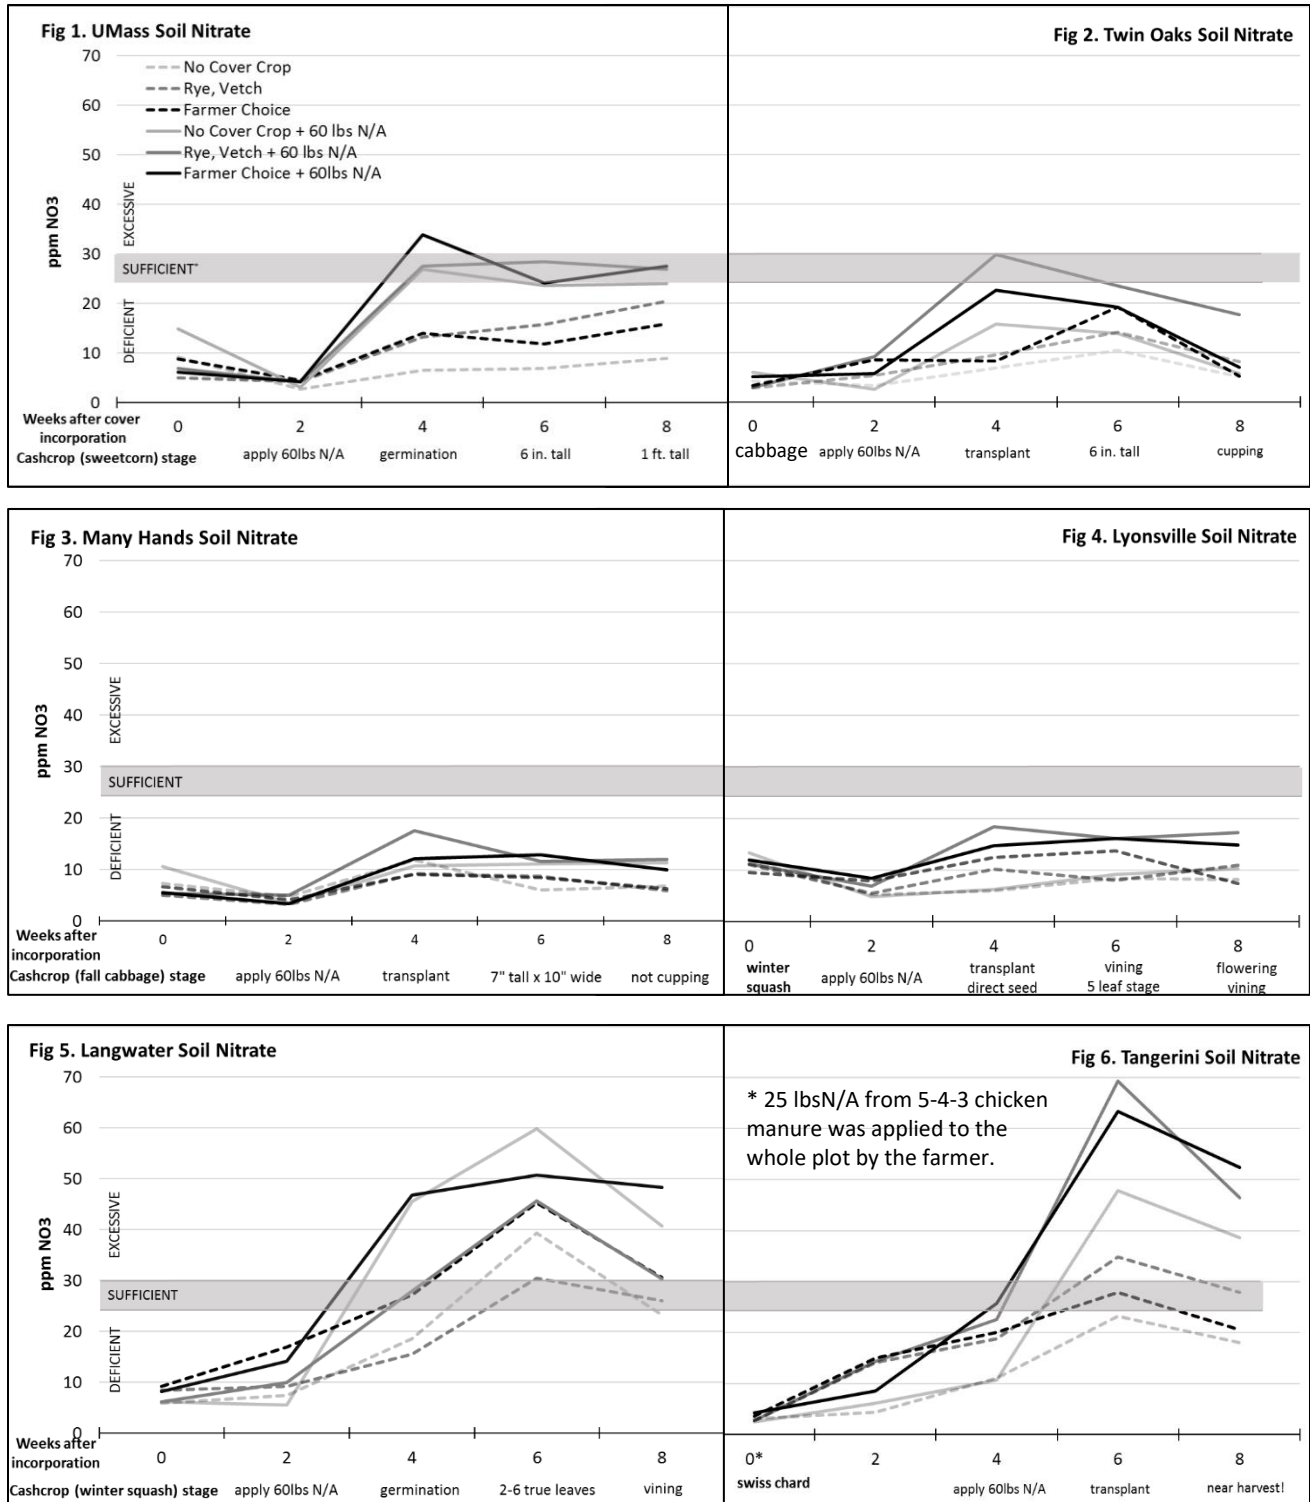 Fig 1. UMass Soil Nitrate
70
60
50
40
30
20
10
0
ppm NO3
EXCESSIVE
SUFFICIENT*
DEFICIENT
No Cover Crop
Rye, Vetch
Farmer Choice
No Cover Crop + 60 lbs N/A
Rye, Vetch + 60 lbs N/A
Farmer Choice + 60lbs N/A
Weeks after cover
incorporation
0 2 4 6 8
Cashcrop (sweetcorn) stage apply 60lbs N/A germination 6 in. tall 1 ft. tall
Fig 2. Twin Oaks Soil Nitrate
0 2 4 6 8
cabbage apply 60lbs N/A transplant 6 in. tall cupping
Fig 3. Many Hands Soil Nitrate
70
60
50
40
30
20
10
0
ppm NO3
EXCESSIVE
SUFFICIENT
DEFICIENT
Weeks after
incorporation
0 2 4 6 8
Cashcrop (fall cabbage) stage apply 60lbs N/A transplant 7" tall x 10" wide not cupping
Fig 4. Lyonsville Soil Nitrate
0 2 4 6 8
winter
squash
apply 60lbs N/A
transplant
direct seed
vining
5 leaf stage
flowering
vining
Fig 5. Langwater Soil Nitrate
70
60
50
40
30
20
10
0
ppm NO3
EXCESSIVE
SUFFICIENT
DEFICIENT
Weeks after
incorporation
0 2 4 6 8
Cashcrop (winter squash) stage apply 60lbs N/A germination 2-6 true leaves vining
Fig 6. Tangerini Soil Nitrate
* 25 lbsN/A from 5-4-3 chicken
manure was applied to the
whole plot by the farmer.
0* 2 4 6 8
swiss chard apply 60lbs N/A transplant near harvest!